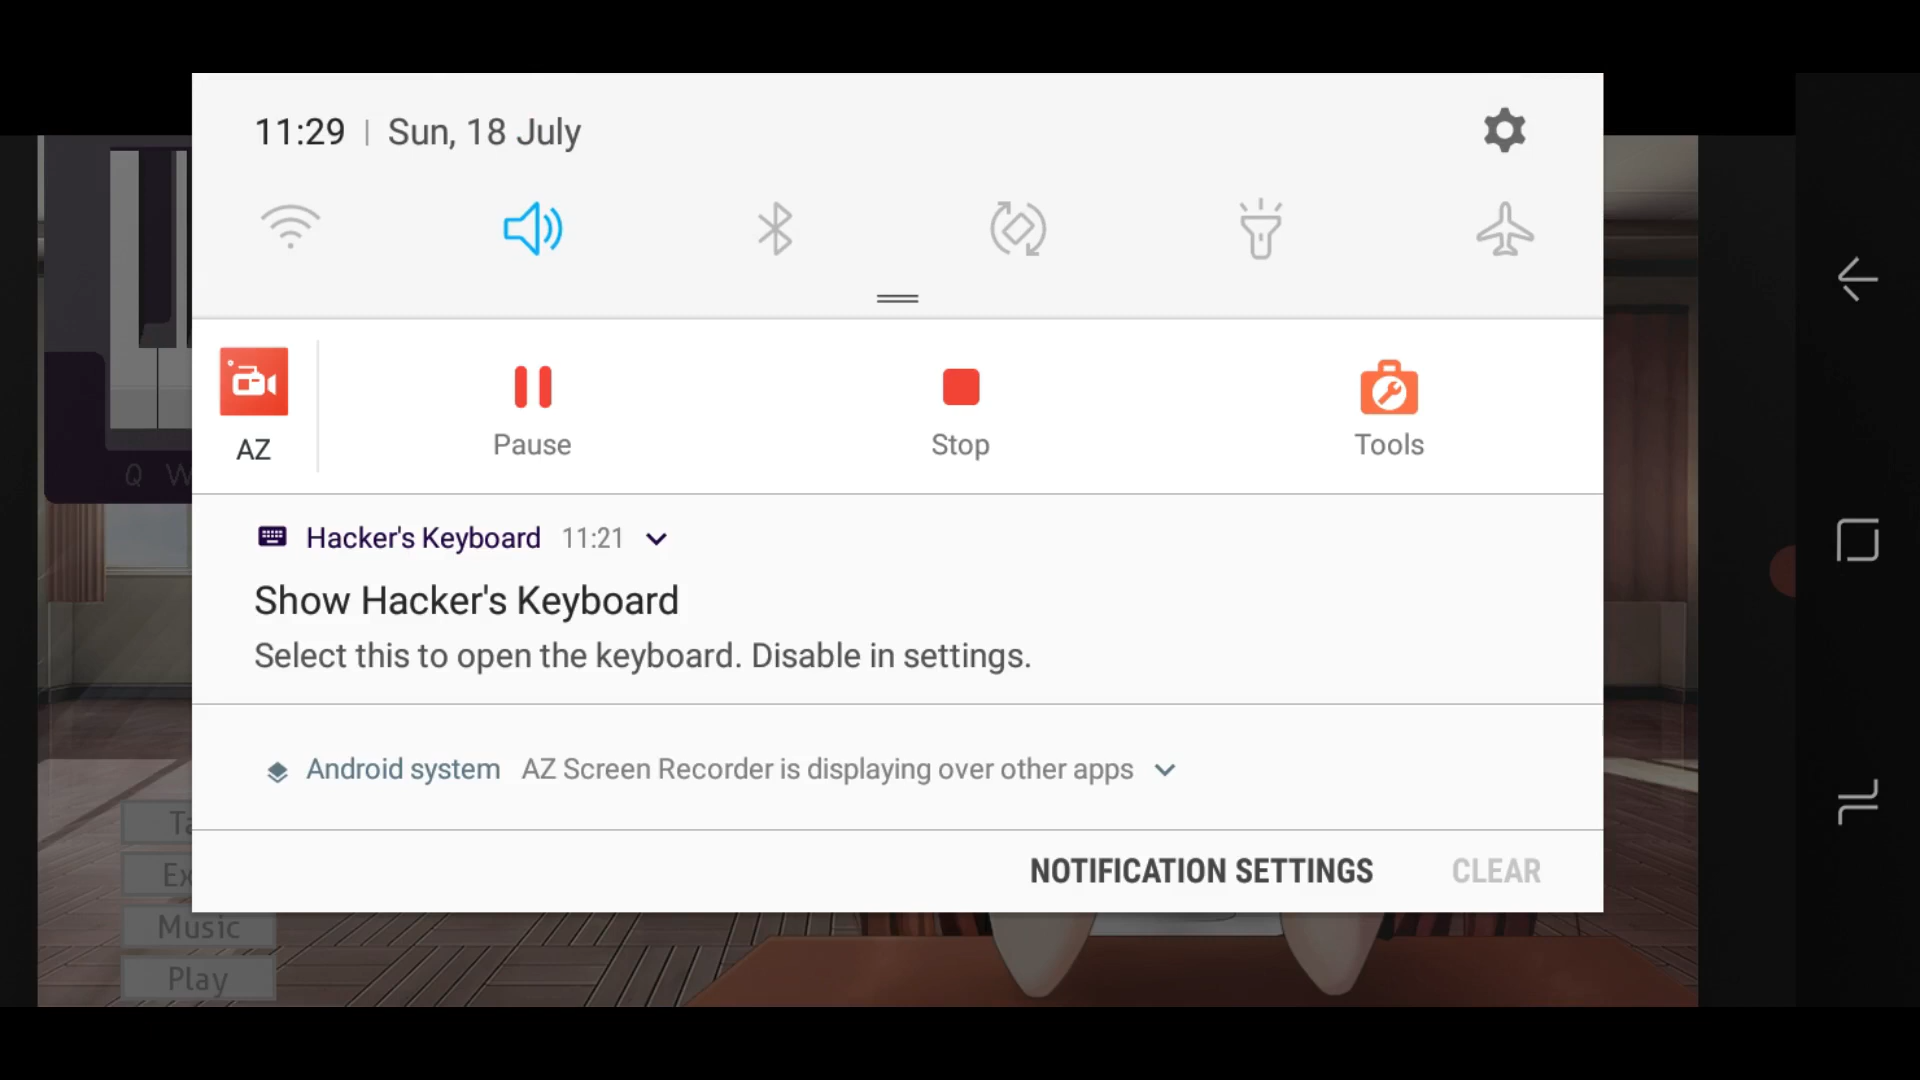 11:29 | Sun, 18 July
AZ
Pause
Stop
Tools
Q W
Hacker's Keyboard 11:21
Show Hacker's Keyboard
Select this to open the keyboard. Disable in settings.
Android system AZ Screen Recorder is displaying over other apps
NOTIFICATION SETTINGS CLEAR
Music
Play